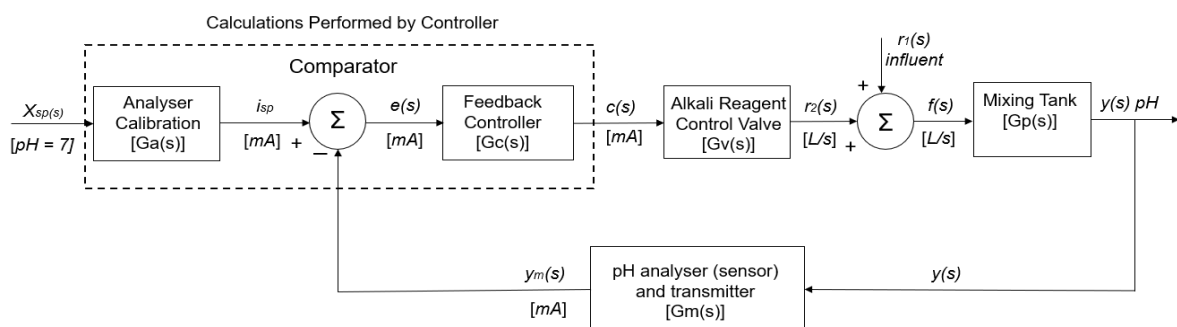 Calculations Performed by Controller
Comparator
r1(s)
influent
Xsp(s)
[pH = 7]
Analyser
Calibration
[Ga(s)]
isp
[mA]
+
−
Σ
e(s)
[mA]
Feedback
Controller
[Gc(s)]
c(s)
[mA]
Alkali Reagent
Control Valve
[Gv(s)]
r2(s)
[L/s]
+
+
Σ
f(s)
[L/s]
Mixing Tank
[Gp(s)]
y(s) pH
ym(s)
[mA]
pH analyser (sensor)
and transmitter
[Gm(s)]
y(s)